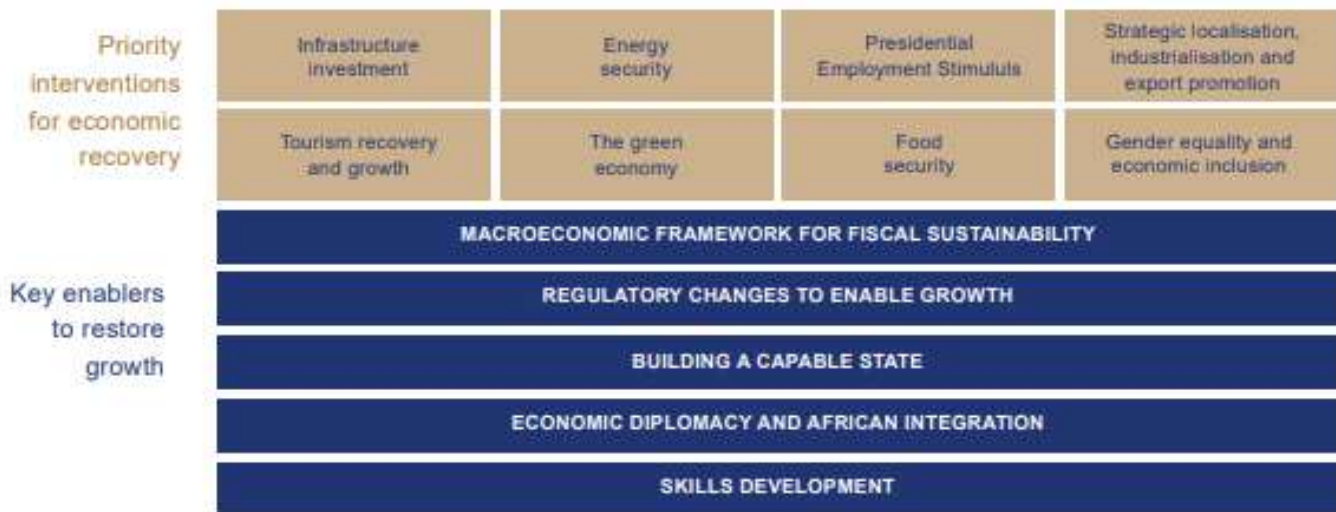 Priority
interventions
for economic
recovery
Infrastructure
investment
Energy
security
Presidential
Employment Stimululs
Strategic localisation,
industrialisation and
export promotion
Tourism recovery
and growth
The green
economy
Food
security
Gender equality and
economic inclusion
Key enablers
to restore
growth
MACROECONOMIC FRAMEWORK FOR FISCAL SUSTAINABILITY
REGULATORY CHANGES TO ENABLE GROWTH
BUILDING A CAPABLE STATE
ECONOMIC DIPLOMACY AND AFRICAN INTEGRATION
SKILLS DEVELOPMENT